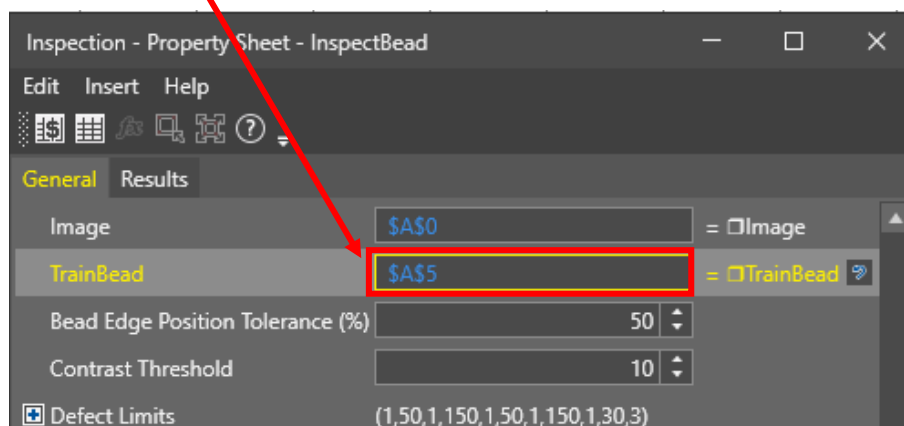 Inspection - Property Sheet - InspectBead
Edit Insert Help
General Results
Image $A$0 = Image
TrainBead $A$5 = TrainBead
Bead Edge Position Tolerance (%) 50
Contrast Threshold 10
Defect Limits (1,50,1,150,1,50,1,150,1,30,3)